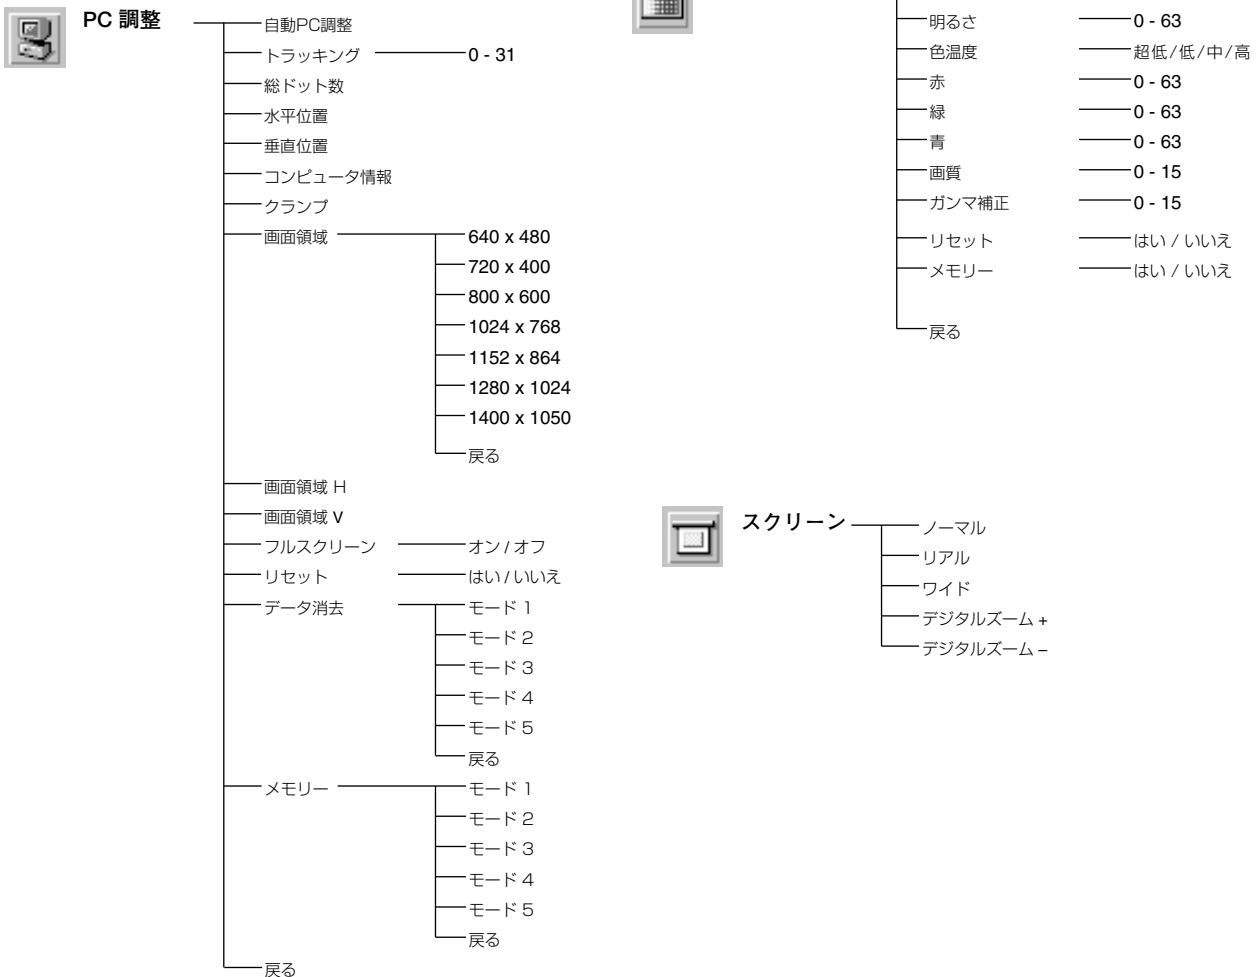 PC 調整
自動PC調整
トラッキング 0 - 31
総ドット数
水平位置
垂直位置
コンピュータ情報
クランプ
画面領域 640 x 480
720 x 400
800 x 600
1024 x 768
1152 x 864
1280 x 1024
1400 x 1050
戻る
画面領域 H
画面領域 V
フルスクリーン オン / オフ
リセット はい / いいえ
データ消去 モード 1
モード 2
モード 3
モード 4
モード 5
戻る
メモリー モード 1
モード 2
モード 3
モード 4
モード 5
戻る
戻る
明るさ 0 - 63
色温度 超低/低/中/高
赤 0 - 63
緑 0 - 63
青 0 - 63
画質 0 - 15
ガンマ補正 0 - 15
リセット はい / いいえ
メモリー はい / いいえ
戻る
スクリーン
ノーマル
リアル
ワイド
デジタルズーム +
デジタルズーム –